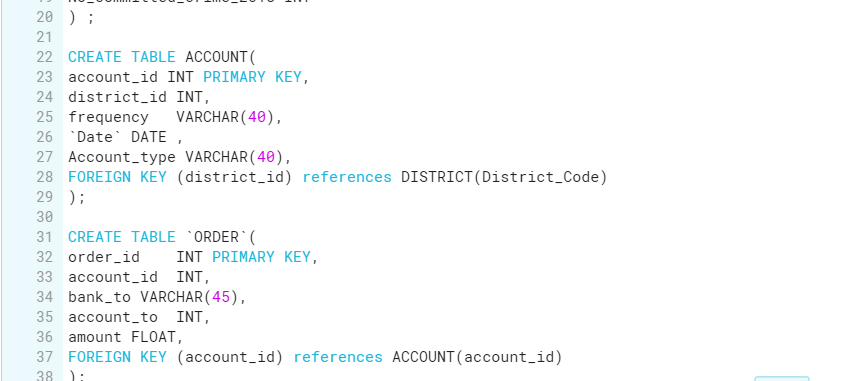 20 ) ;
21
22 CREATE TABLE ACCOUNT(
23 account_id INT PRIMARY KEY,
24 district_id INT,
25 frequency   VARCHAR(40),
26 `Date` DATE ,
27 Account_type VARCHAR(40),
28 FOREIGN KEY (district_id) references DISTRICT(District_Code)
29 );
30
31 CREATE TABLE `ORDER`(
32 order_id    INT PRIMARY KEY,
33 account_id  INT,
34 bank_to VARCHAR(45),
35 account_to  INT,
36 amount FLOAT,
37 FOREIGN KEY (account_id) references ACCOUNT(account_id)
38 );